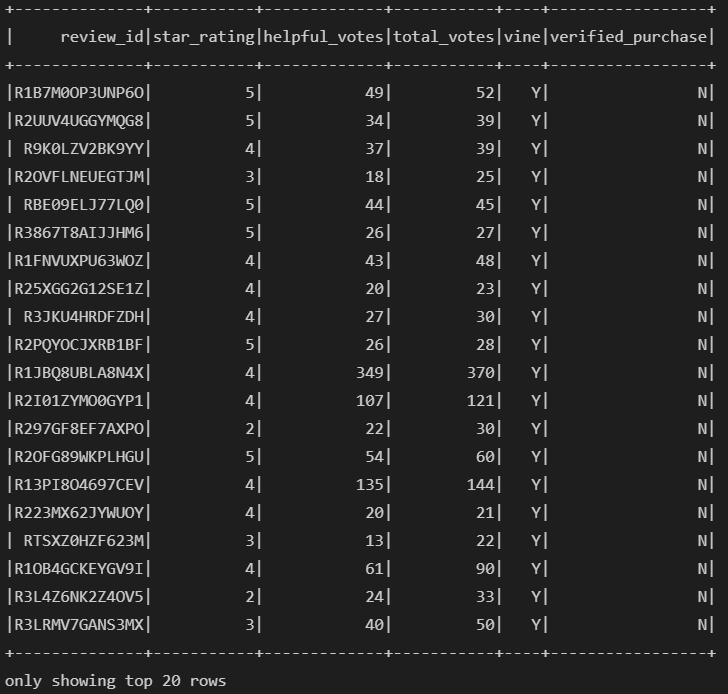 +--------------+-----------+-------------+-----------+----+-----------------+
|     review_id|star_rating|helpful_votes|total_votes|vine|verified_purchase|
+--------------+-----------+-------------+-----------+----+-----------------+
|R1B7M0OP3UNP6O|          5|           49|         52|   Y|                N|
|R2UUV4UGGYMQG8|          5|           34|         39|   Y|                N|
| R9K0LZV2BK9YY|          4|           37|         39|   Y|                N|
|R2OVFLNEUEGTJM|          3|           18|         25|   Y|                N|
| RBE09ELJ77LQ0|          5|           44|         45|   Y|                N|
|R3867T8AIJJHM6|          5|           26|         27|   Y|                N|
|R1FNVUXPU63WOZ|          4|           43|         48|   Y|                N|
|R25XGG2G12SE1Z|          4|           20|         23|   Y|                N|
| R3JKU4HRDFZDH|          4|           27|         30|   Y|                N|
|R2PQYOCJXRB1BF|          5|           26|         28|   Y|                N|
|R1JBQ8UBLA8N4X|          4|          349|        370|   Y|                N|
|R2I01ZYMO0GYP1|          4|          107|        121|   Y|                N|
|R297GF8EF7AXPO|          2|           22|         30|   Y|                N|
|R2OFG89WKPLHGU|          5|           54|         60|   Y|                N|
|R13PI8O4697CEV|          4|          135|        144|   Y|                N|
|R223MX62JYWUOY|          4|           20|         21|   Y|                N|
| RTSXZ0HZF623M|          3|           13|         22|   Y|                N|
|R1OB4GCKEYGV9I|          4|           61|         90|   Y|                N|
|R3L4Z6NK2Z4OV5|          2|           24|         33|   Y|                N|
|R3LRMV7GANS3MX|          3|           40|         50|   Y|                N|
+--------------+-----------+-------------+-----------+----+-----------------+
only showing top 20 rows